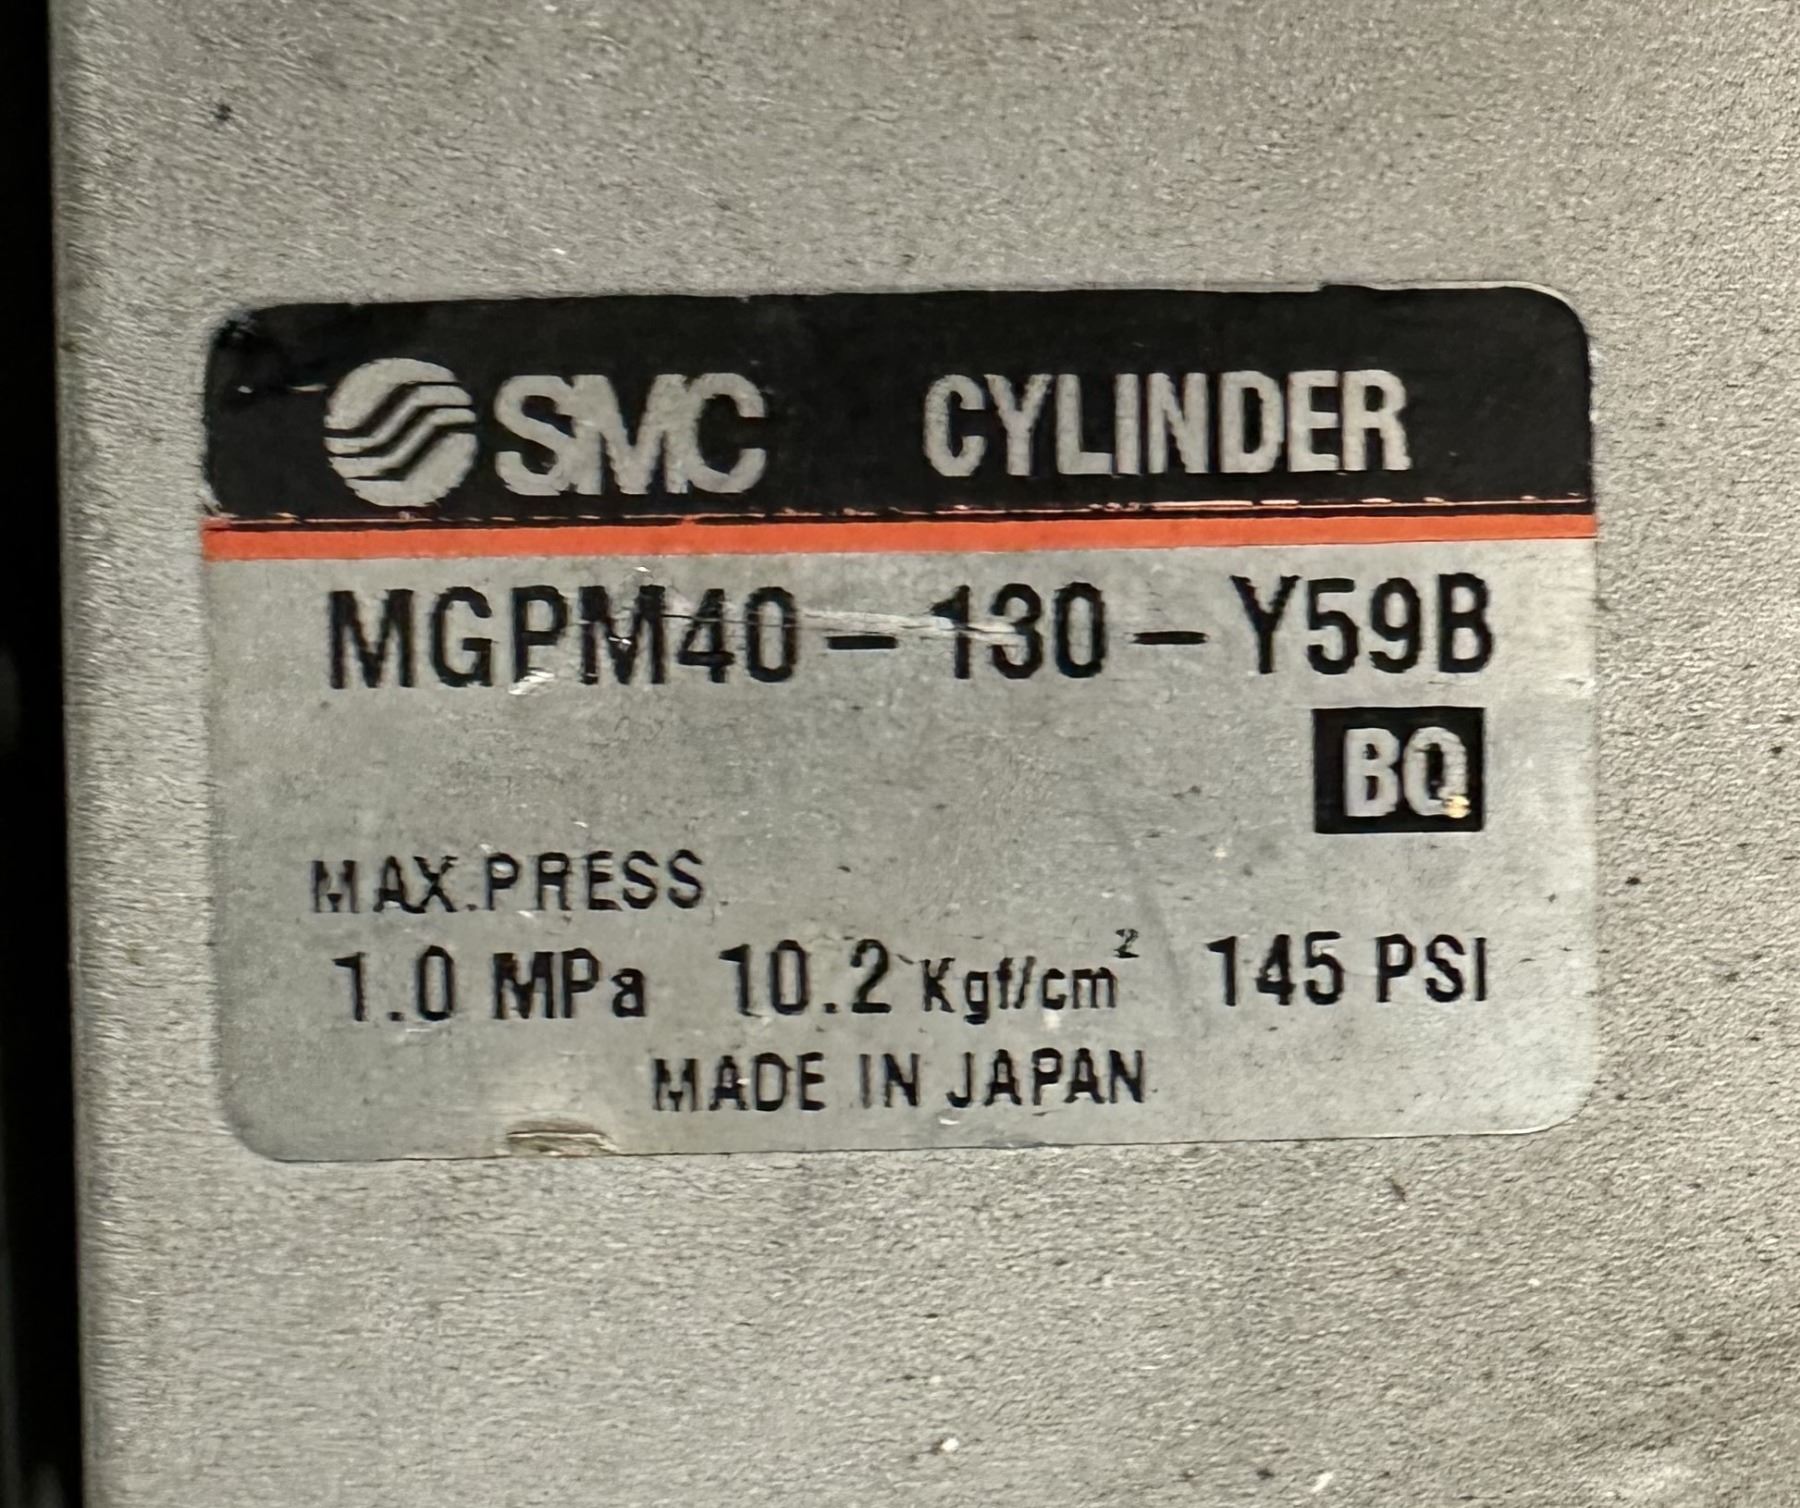 SMC CYLINDER
MGPM40-130-Y59B
BQ
MAX.PRESS.
1.0 MPa 10.2 Kgf/cm² 145 PSI
MADE IN JAPAN